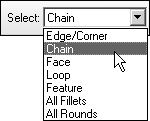 Select: Chain
Edge/Corner
Chain
Face
Loop
Feature
All Fillets
All Rounds